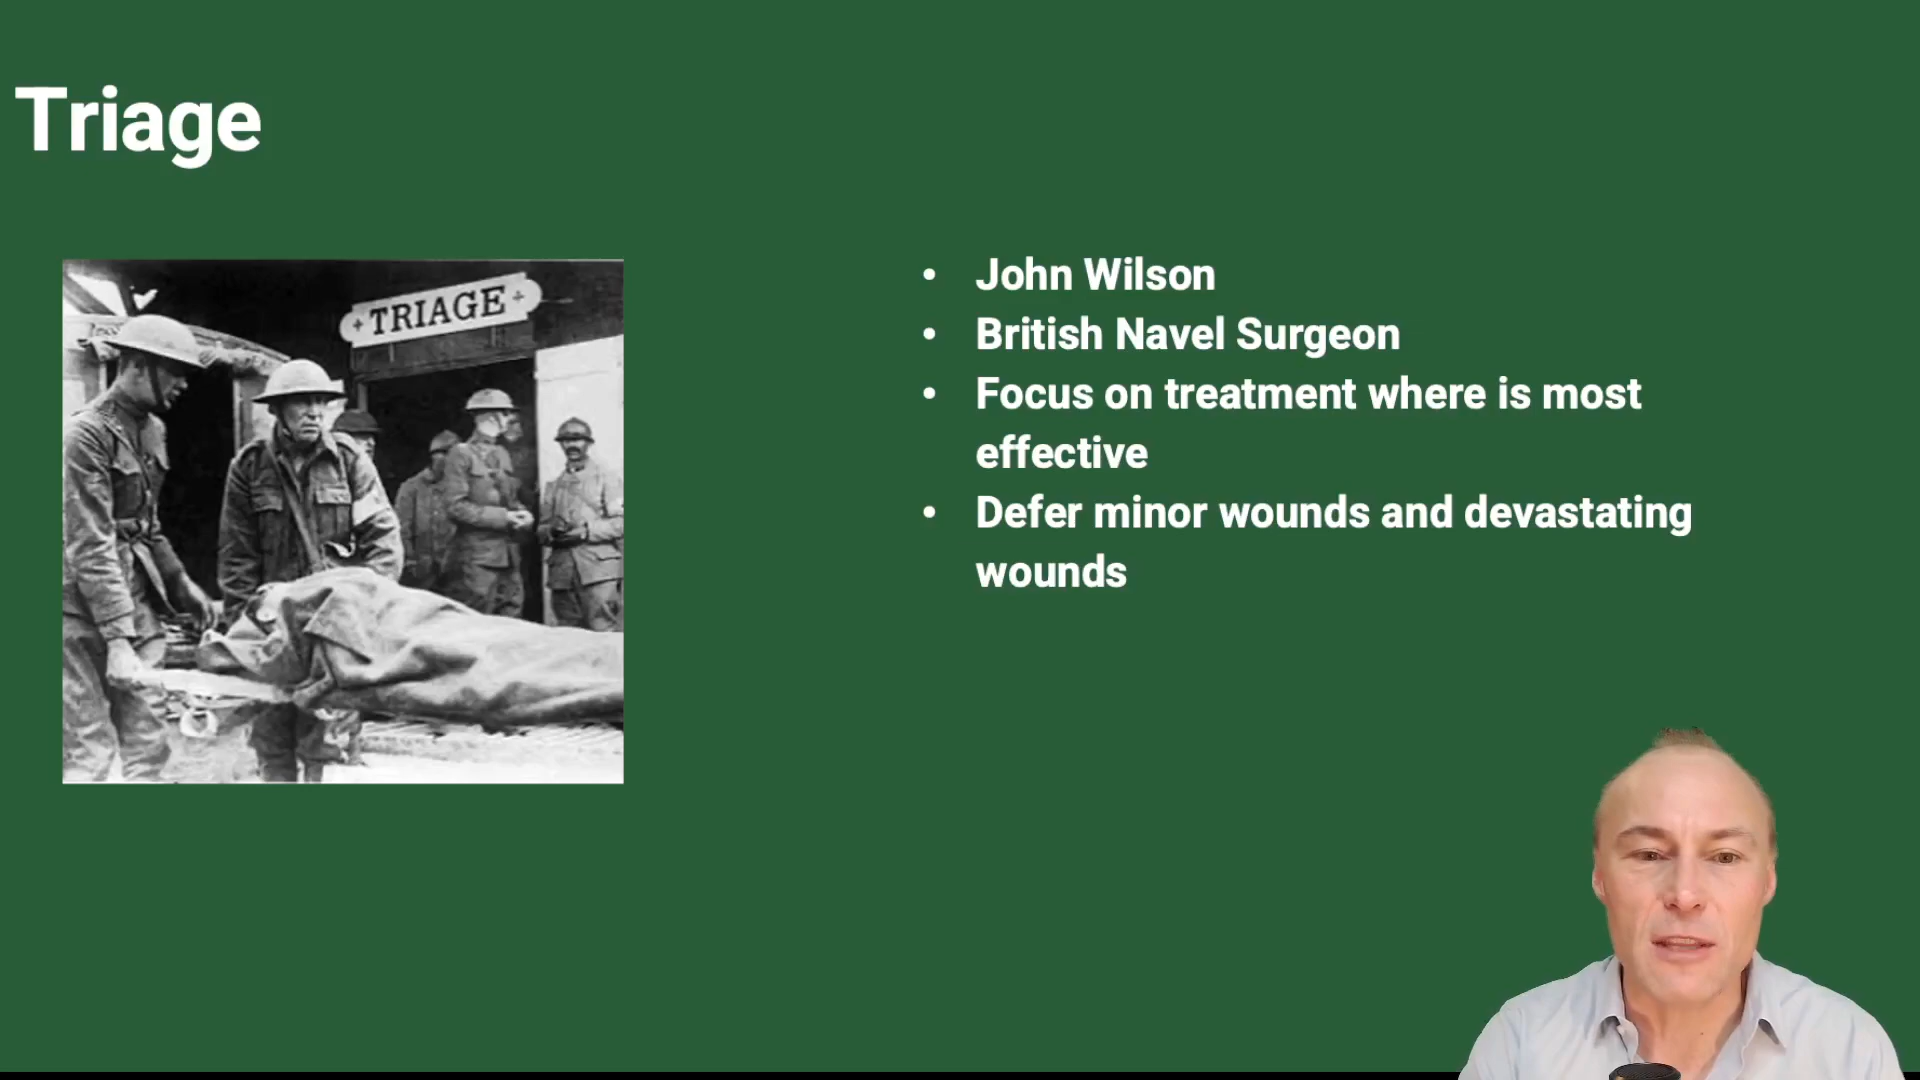 Triage
+ TRIAGE +
• John Wilson
• British Navel Surgeon
• Focus on treatment where is most
effective
• Defer minor wounds and devastating
wounds